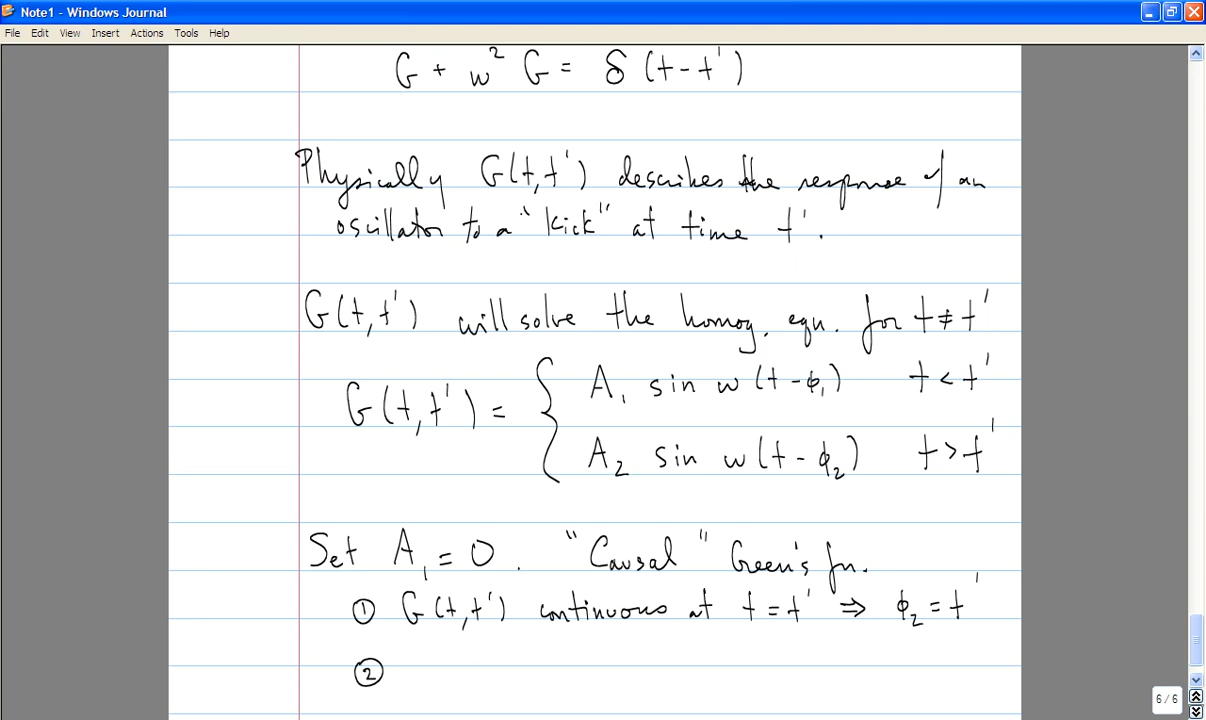 Note1 - Windows Journal
File Edit View Insert Actions Tools Help
G + w² G = δ (t - t')
Physically G(t,t') describes the response of an
oscillator to a "kick" at time t'.
G(t,t') will solve the homog. eqn. for t ≠ t'
A₁ sin w (t - ϕ₁) t < t'
G(t,t') = {
A₂ sin w (t - ϕ₂) t > t'
Set A₁ = 0. "Causal" Green's fn.
① G(t,t') continuous at t = t' ⇒ ϕ₂ = t'
②
6 / 6